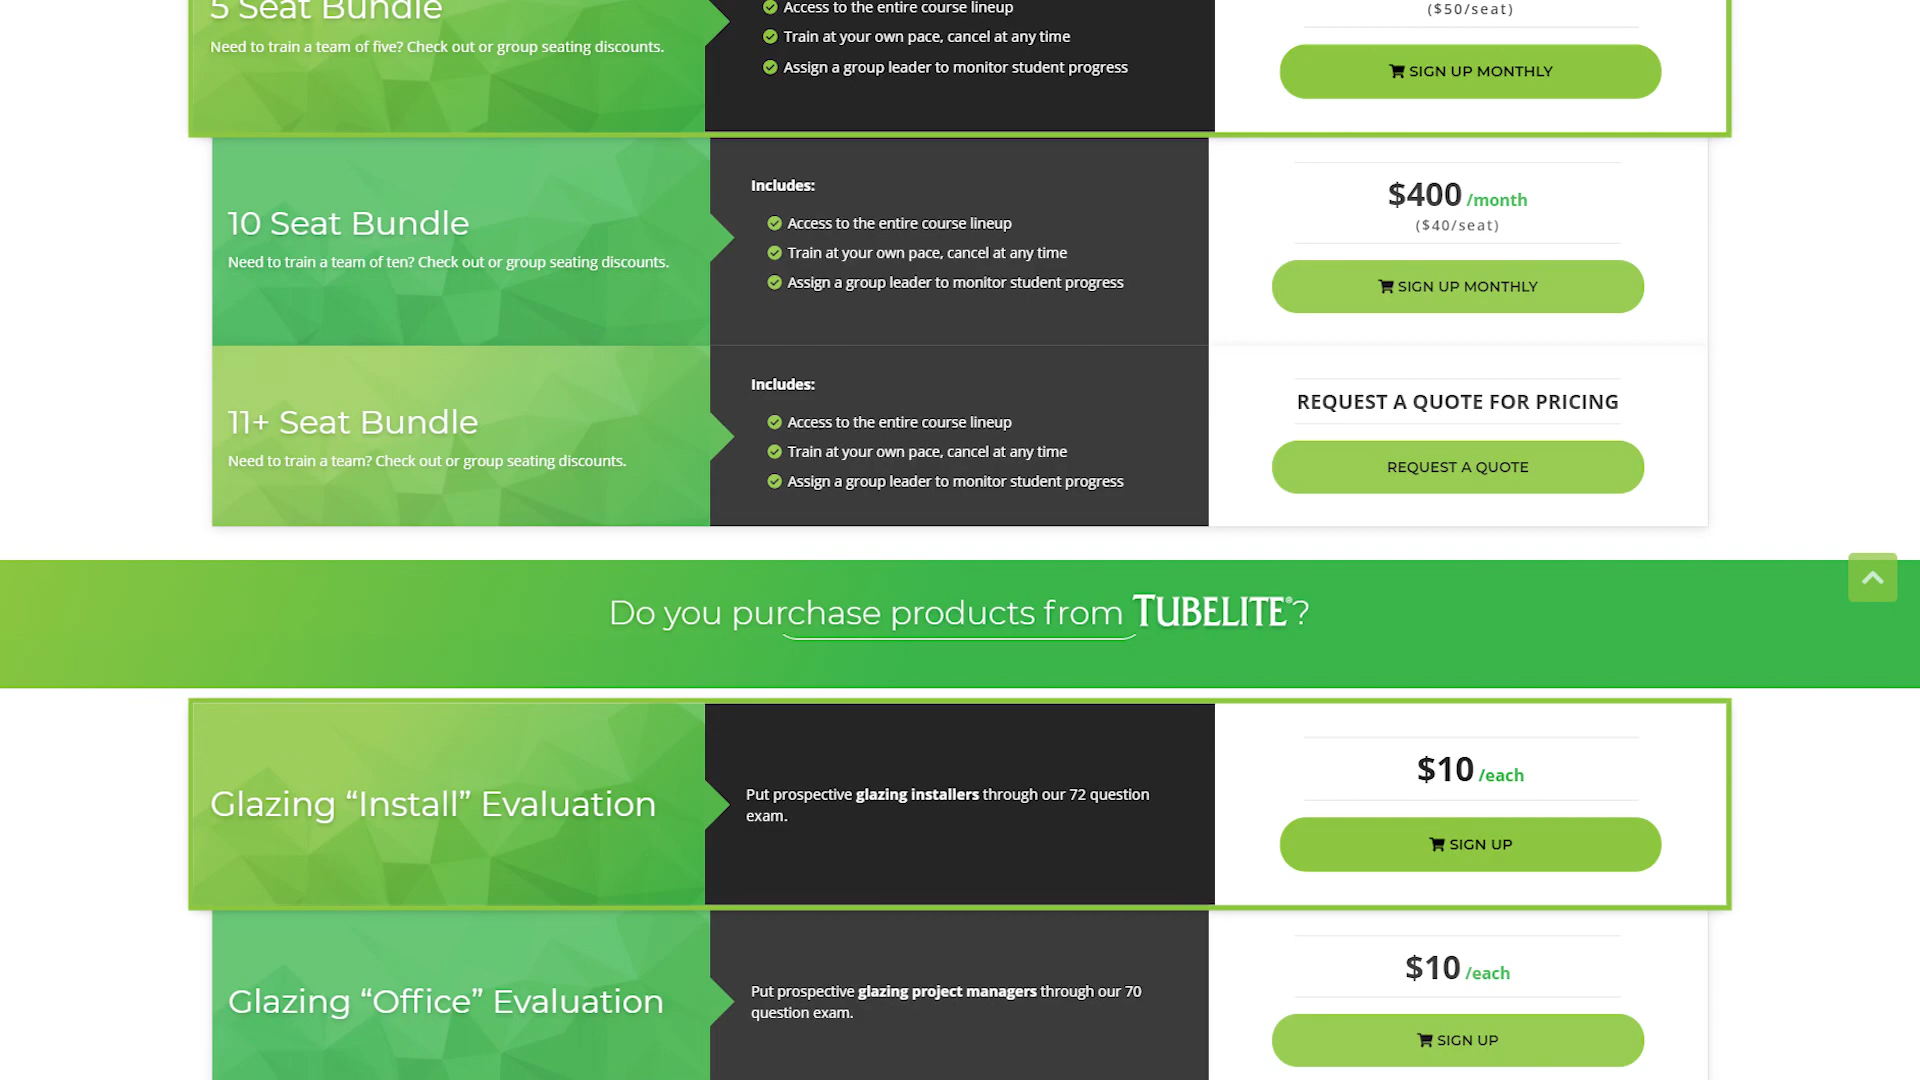 5 Seat Bundle
Need to train a team of five? Check out or group seating discounts.
Access to the entire course lineup
Train at your own pace, cancel at any time
Assign a group leader to monitor student progress
($50/seat)
SIGN UP MONTHLY
10 Seat Bundle
Need to train a team of ten? Check out or group seating discounts.
Includes:
Access to the entire course lineup
Train at your own pace, cancel at any time
Assign a group leader to monitor student progress
$400 /month
($40/seat)
SIGN UP MONTHLY
11+ Seat Bundle
Need to train a team? Check out or group seating discounts.
Includes:
Access to the entire course lineup
Train at your own pace, cancel at any time
Assign a group leader to monitor student progress
REQUEST A QUOTE FOR PRICING
REQUEST A QUOTE
Do you purchase products from TUBELITE®?
Glazing “Install” Evaluation
Put prospective glazing installers through our 72 question
exam.
$10 /each
SIGN UP
Glazing “Office” Evaluation
Put prospective glazing project managers through our 70
question exam.
$10 /each
SIGN UP